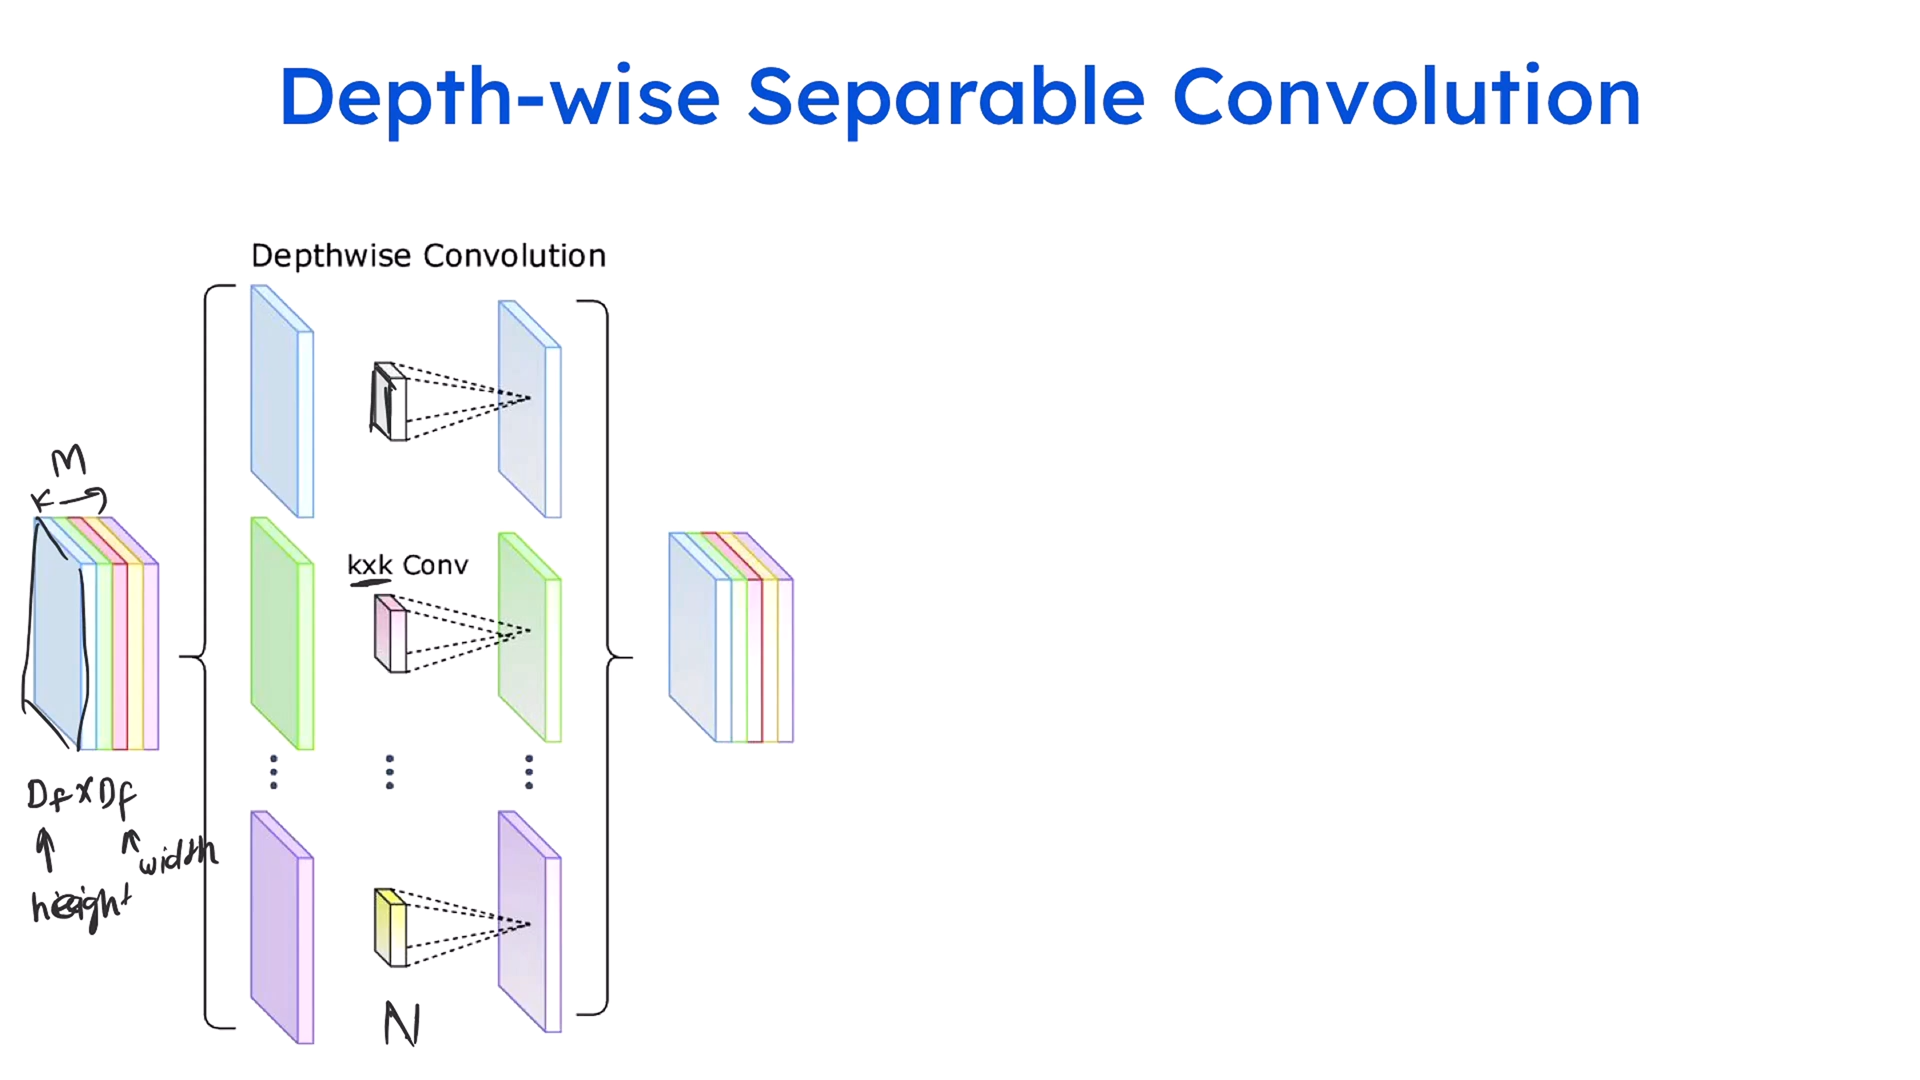 Depth-wise Separable Convolution
Depthwise Convolution
M
kxk Conv
Df x Df
width
height
N